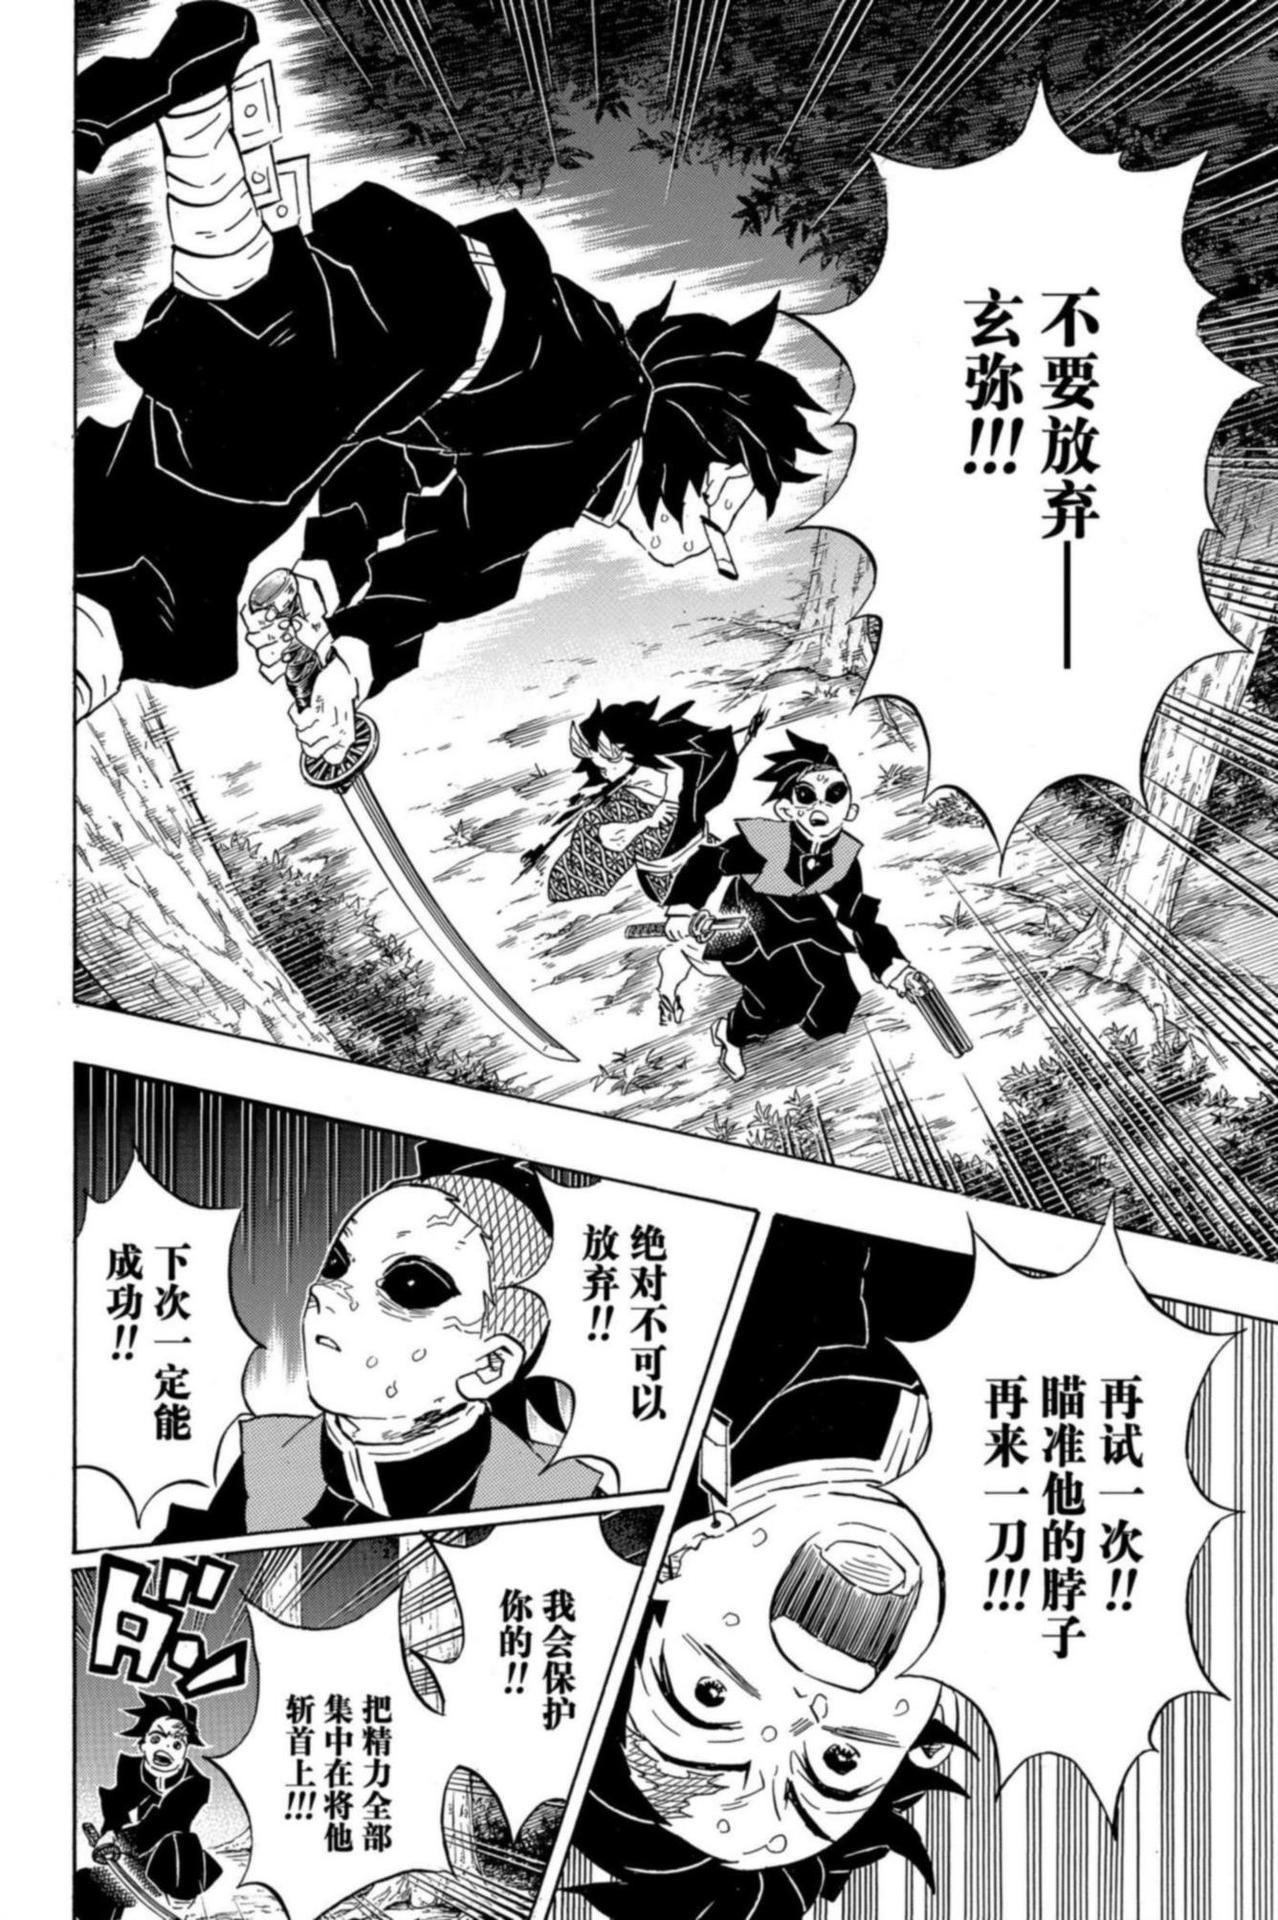 不要放弃——
玄弥!!!
再试一次!!
瞄准他的脖子
再来一刀!!!
绝对不可以
放弃!!
下次一定能
成功!!
我会保护
你的!!
把精力全部
集中在将他
斩首上!!!
ダンッ